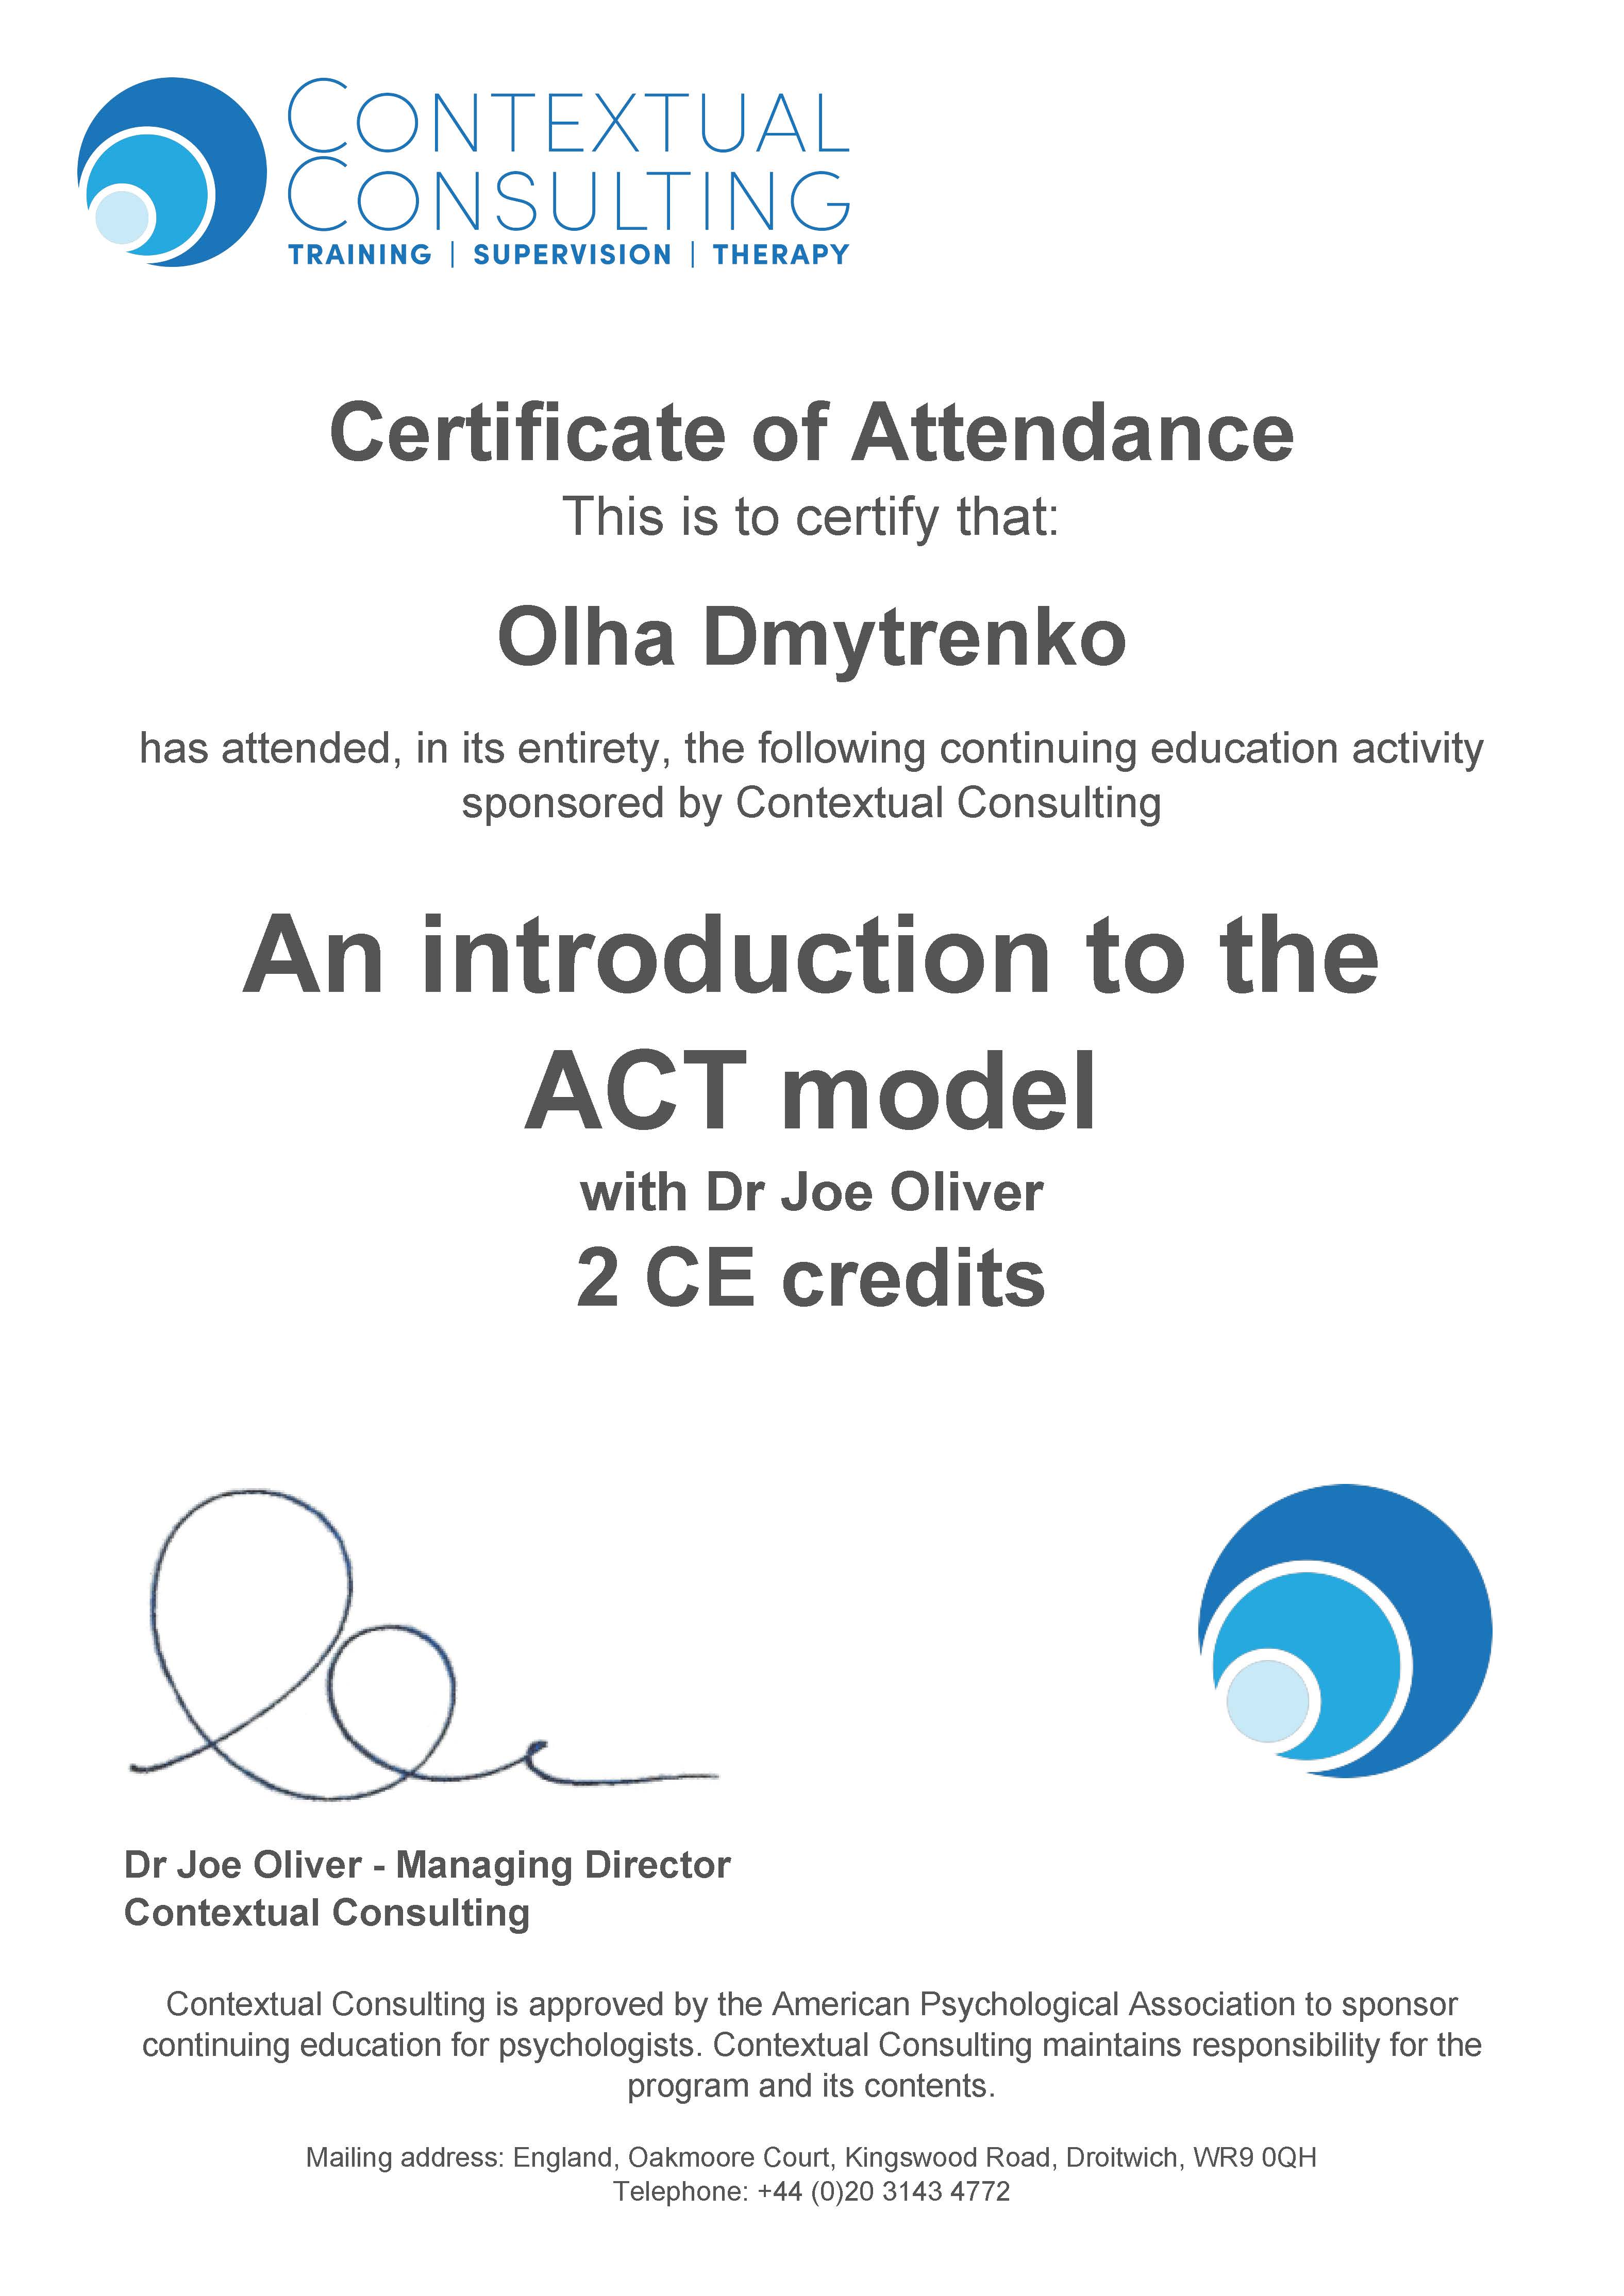 CONTEXTUAL
CONSULTING
TRAINING | SUPERVISION | THERAPY
Certificate of Attendance
This is to certify that:
Olha Dmytrenko
has attended, in its entirety, the following continuing education activity
sponsored by Contextual Consulting
An introduction to the
ACT model
with Dr Joe Oliver
2 CE credits
Dr Joe Oliver - Managing Director
Contextual Consulting
Contextual Consulting is approved by the American Psychological Association to sponsor
continuing education for psychologists. Contextual Consulting maintains responsibility for the
program and its contents.
Mailing address: England, Oakmoore Court, Kingswood Road, Droitwich, WR9 0QH
Telephone: +44 (0)20 3143 4772